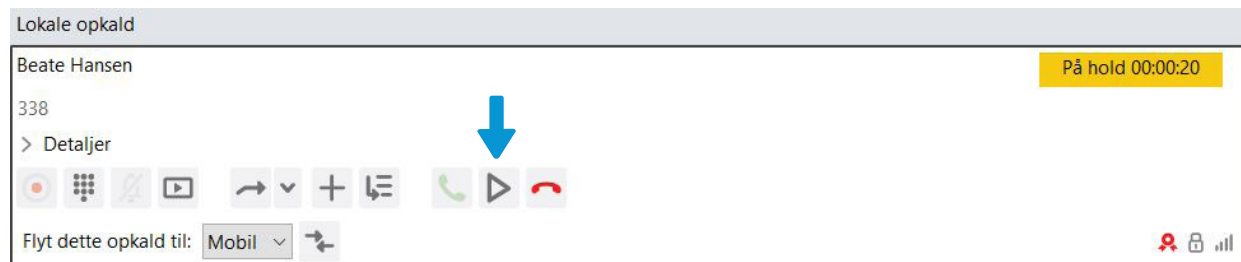 Lokale opkald
Beate Hansen
På hold 00:00:20
338
Detaljer
Flyt dette opkald til: Mobil